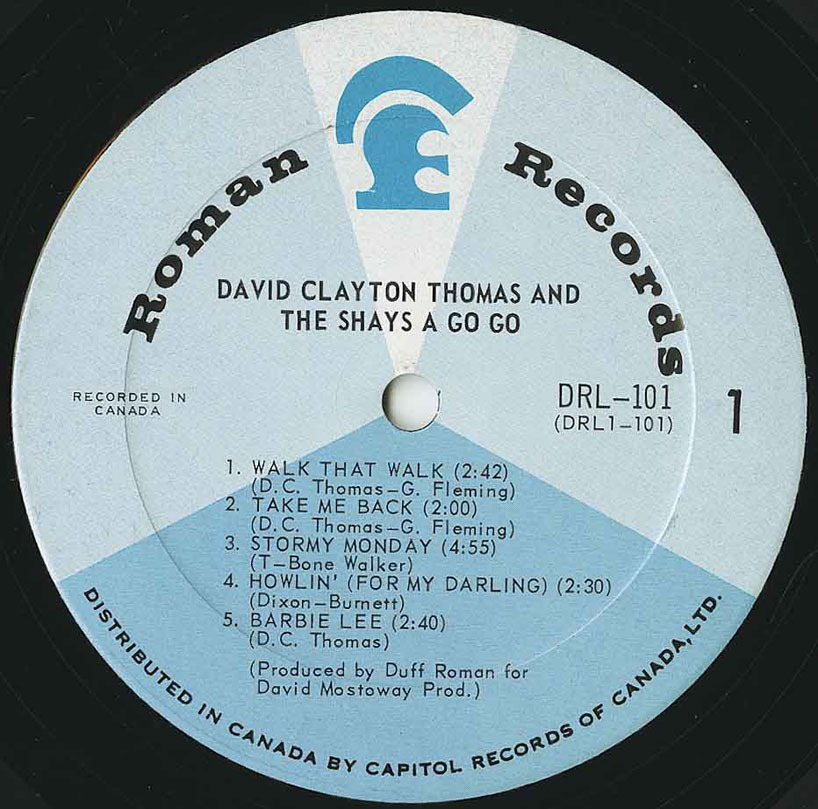 Roman Records
DAVID CLAYTON THOMAS AND
THE SHAYS A GO GO
RECORDED IN
CANADA
DRL-101
(DRL1-101)
1
1. WALK THAT WALK (2:42)
(D.C. Thomas-G. Fleming)
2. TAKE ME BACK (2:00)
(D.C. Thomas-G. Fleming)
3. STORMY MONDAY (4:55)
(T-Bone Walker)
4. HOWLIN' (FOR MY DARLING) (2:30)
(Dixon-Burnett)
5. BARBIE LEE (2:40)
(D.C. Thomas)
(Produced by Duff Roman for
David Mostoway Prod.)
DISTRIBUTED IN CANADA BY CAPITOL RECORDS OF CANADA, LTD.